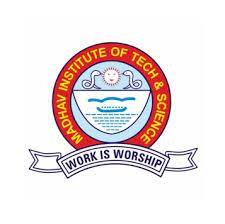 MADHAV INSTITUTE OF TECH & SCIENCE
WORK IS WORSHIP